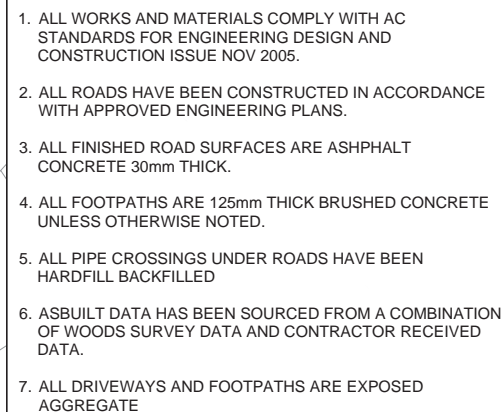 1. ALL WORKS AND MATERIALS COMPLY WITH AC
STANDARDS FOR ENGINEERING DESIGN AND
CONSTRUCTION ISSUE NOV 2005.
2. ALL ROADS HAVE BEEN CONSTRUCTED IN ACCORDANCE
WITH APPROVED ENGINEERING PLANS.
3. ALL FINISHED ROAD SURFACES ARE ASHPHALT
CONCRETE 30mm THICK.
4. ALL FOOTPATHS ARE 125mm THICK BRUSHED CONCRETE
UNLESS OTHERWISE NOTED.
5. ALL PIPE CROSSINGS UNDER ROADS HAVE BEEN
HARDFILL BACKFILLED
6. ASBUILT DATA HAS BEEN SOURCED FROM A COMBINATION
OF WOODS SURVEY DATA AND CONTRACTOR RECEIVED
DATA.
7. ALL DRIVEWAYS AND FOOTPATHS ARE EXPOSED
AGGREGATE